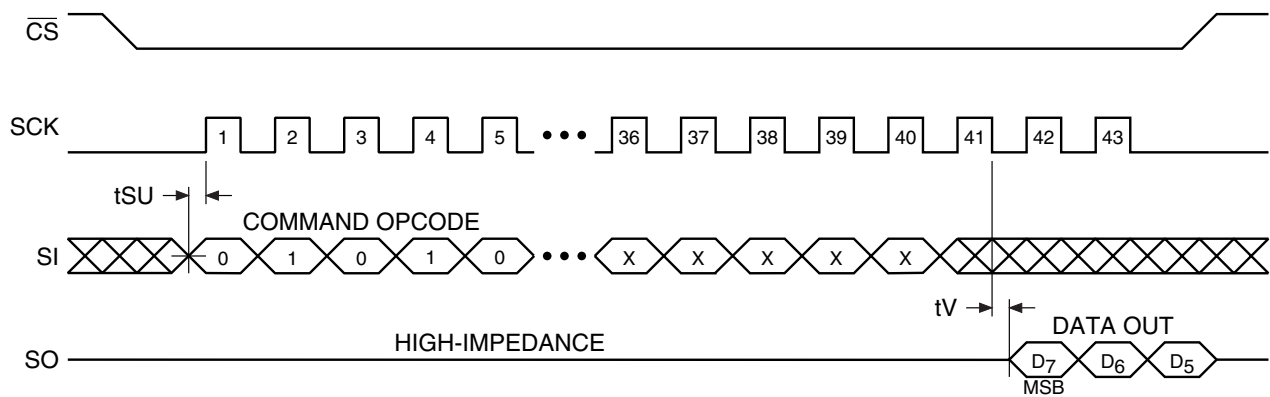 CS
SCK
1 2 3 4 5 ••• 36 37 38 39 40 41 42 43
tSU
COMMAND OPCODE
SI
0 1 0 1 0 ••• X X X X X
tV
DATA OUT
HIGH-IMPEDANCE
SO
D7 D6 D5
MSB